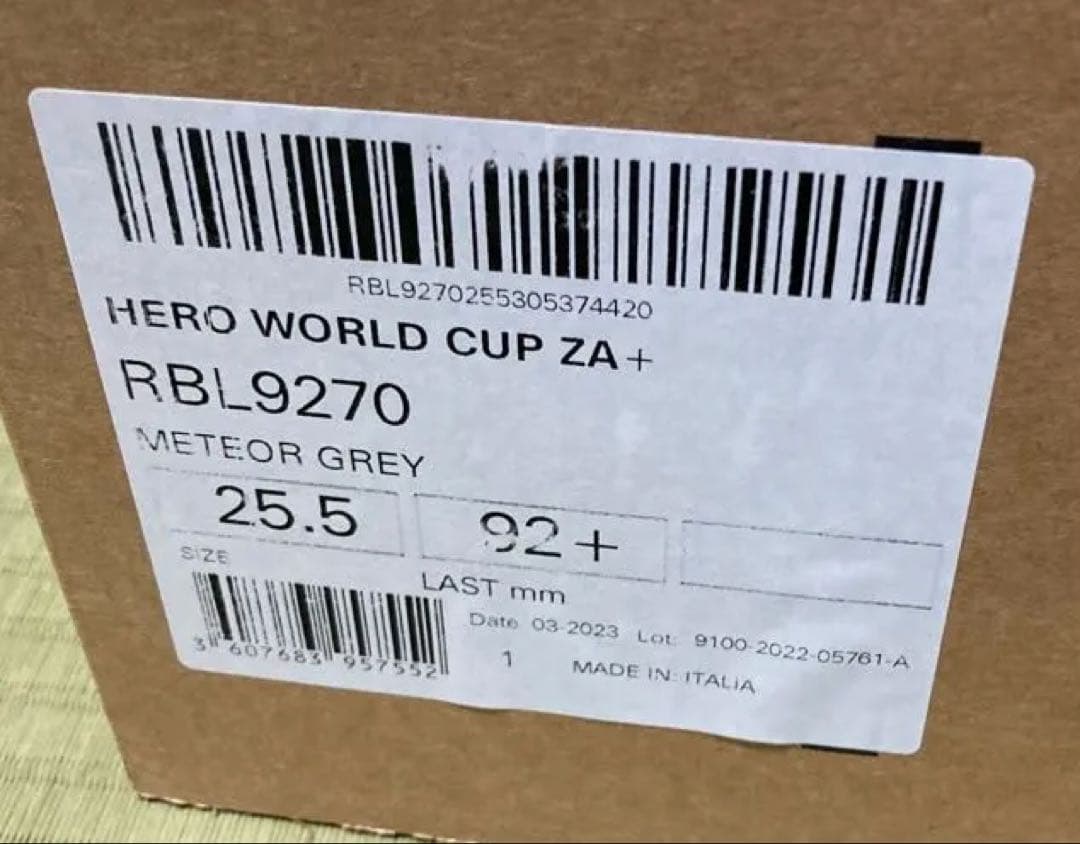 RBL9270255305374420
HERO WORLD CUP ZA+
RBL9270
METEOR GREY
25.5 92+
SIZE LAST mm
Date 03-2023 Lot: 9100-2022-05761-A
3 607683 957552
1 MADE IN: ITALIA